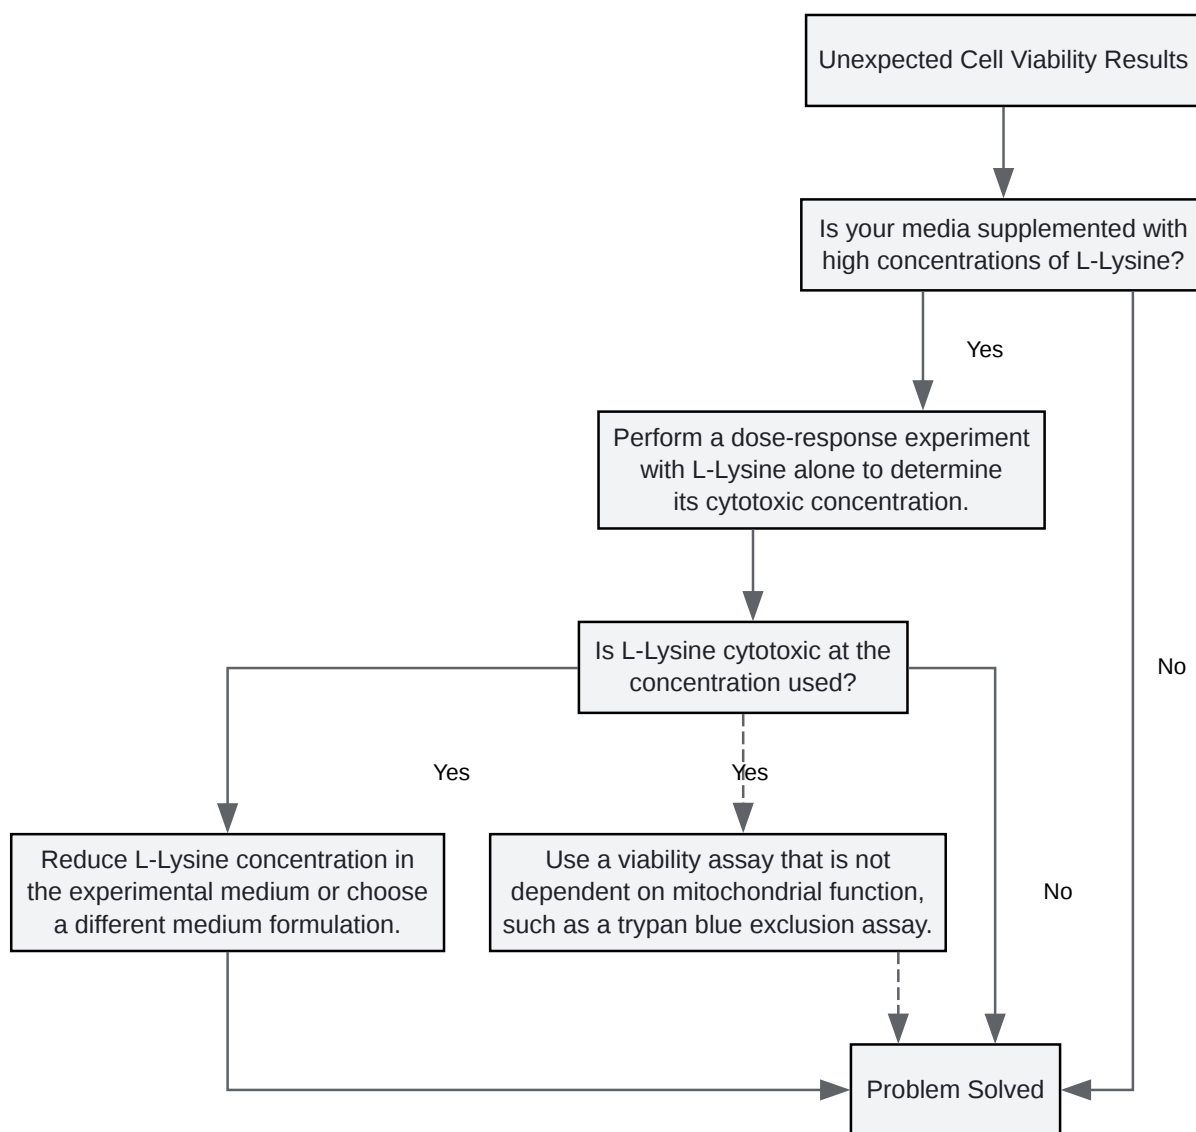 Unexpected Cell Viability Results
Is your media supplemented with
high concentrations of L-Lysine?
Yes
Perform a dose-response experiment
with L-Lysine alone to determine
its cytotoxic concentration.
Is L-Lysine cytotoxic at the
concentration used?
No
Yes
Yes
Reduce L-Lysine concentration in
the experimental medium or choose
a different medium formulation.
Use a viability assay that is not
dependent on mitochondrial function,
such as a trypan blue exclusion assay.
No
Problem Solved